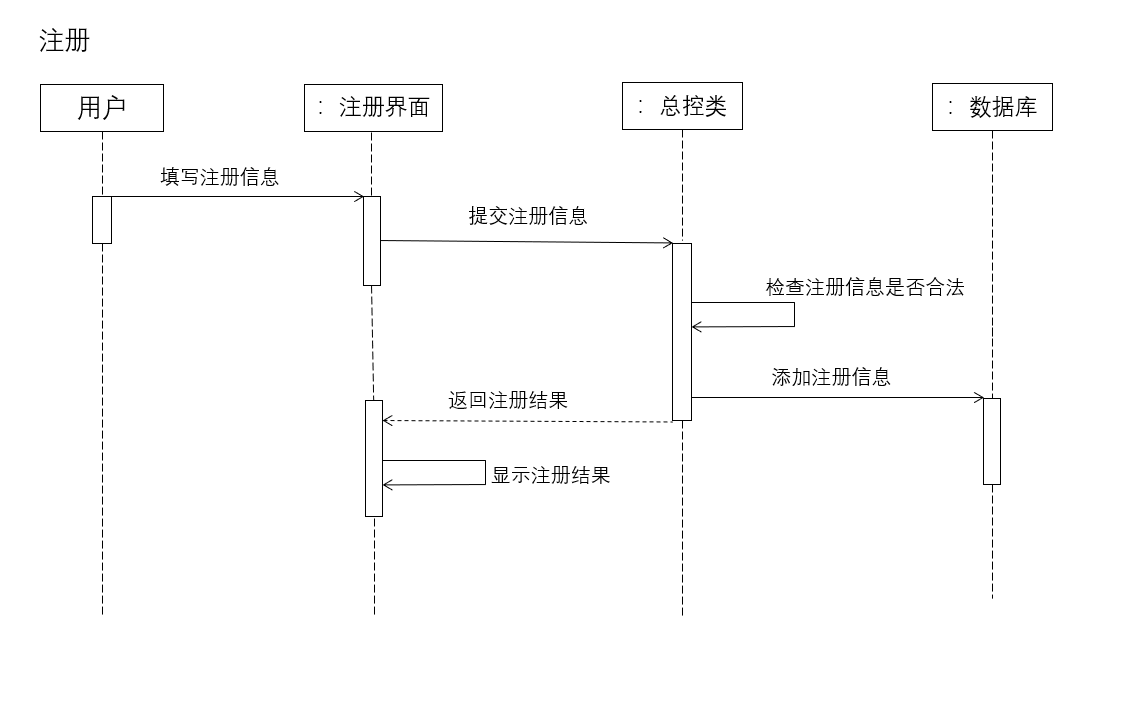 注册
用户
： 注册界面
： 总控类
： 数据库
填写注册信息
提交注册信息
检查注册信息是否合法
添加注册信息
返回注册结果
显示注册结果